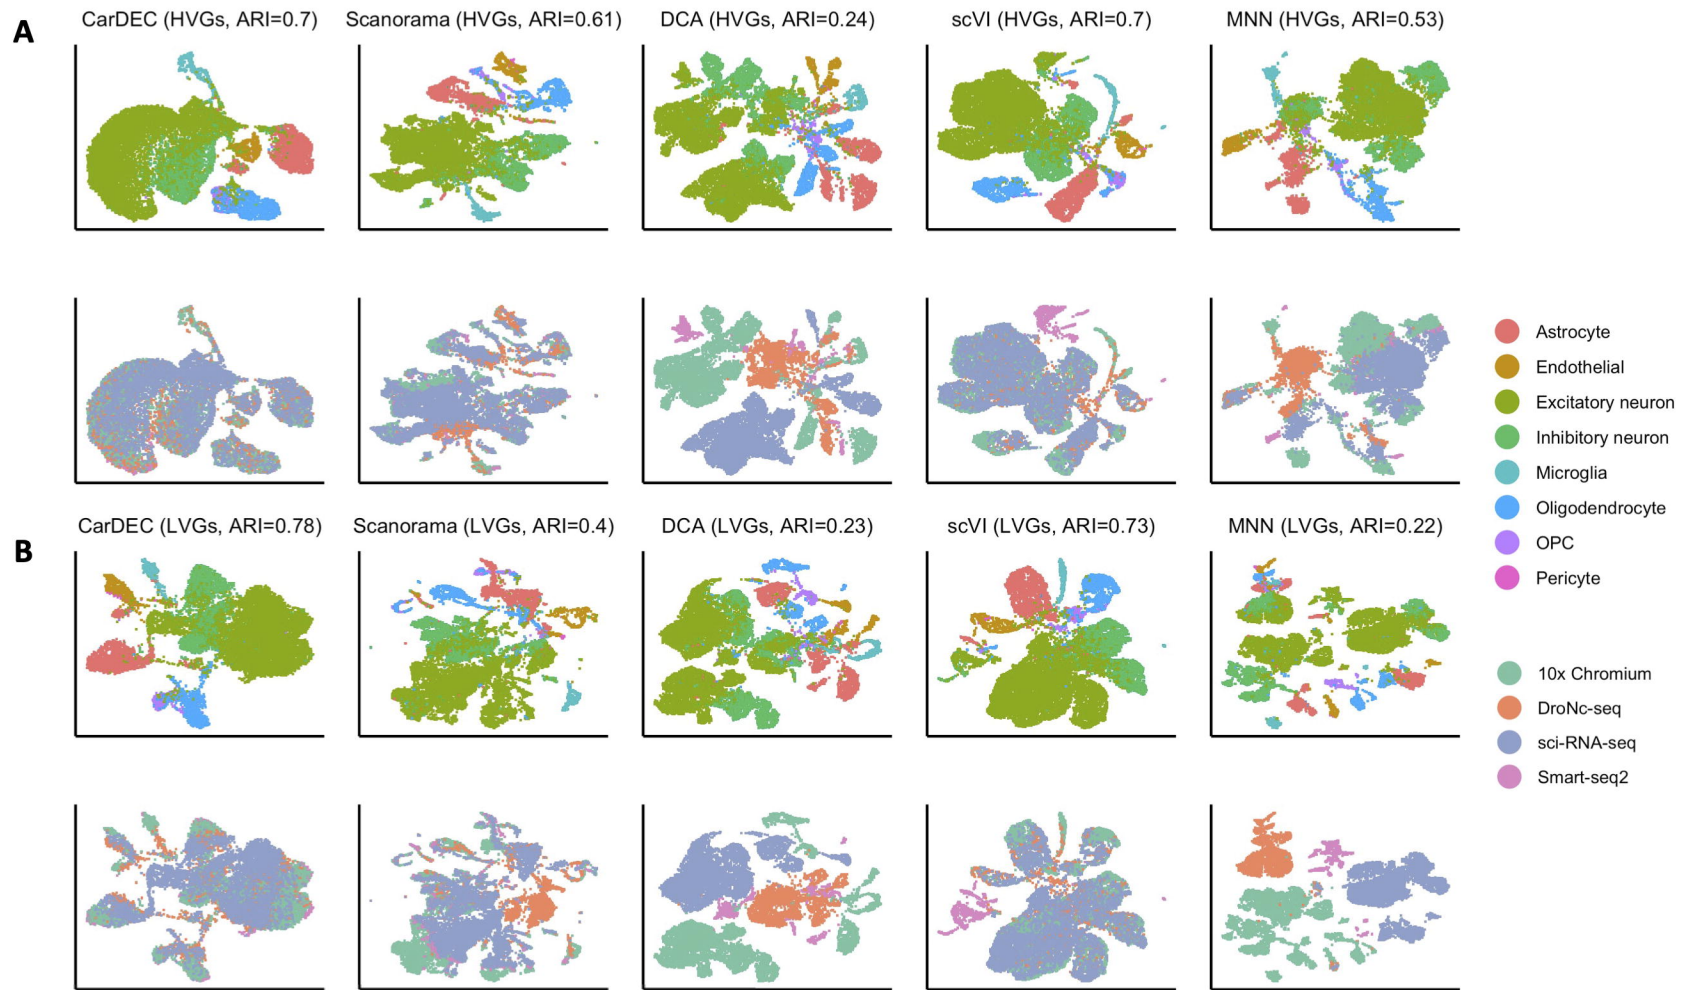 A
CarDEC (HVGs, ARI=0.7)
Scanorama (HVGs, ARI=0.61)
DCA (HVGs, ARI=0.24)
scVI (HVGs, ARI=0.7)
MNN (HVGs, ARI=0.53)
Astrocyte
Endothelial
Excitatory neuron
Inhibitory neuron
Microglia
Oligodendrocyte
OPC
Pericyte
B
CarDEC (LVGs, ARI=0.78)
Scanorama (LVGs, ARI=0.4)
DCA (LVGs, ARI=0.23)
scVI (LVGs, ARI=0.73)
MNN (LVGs, ARI=0.22)
10x Chromium
DroNc-seq
sci-RNA-seq
Smart-seq2